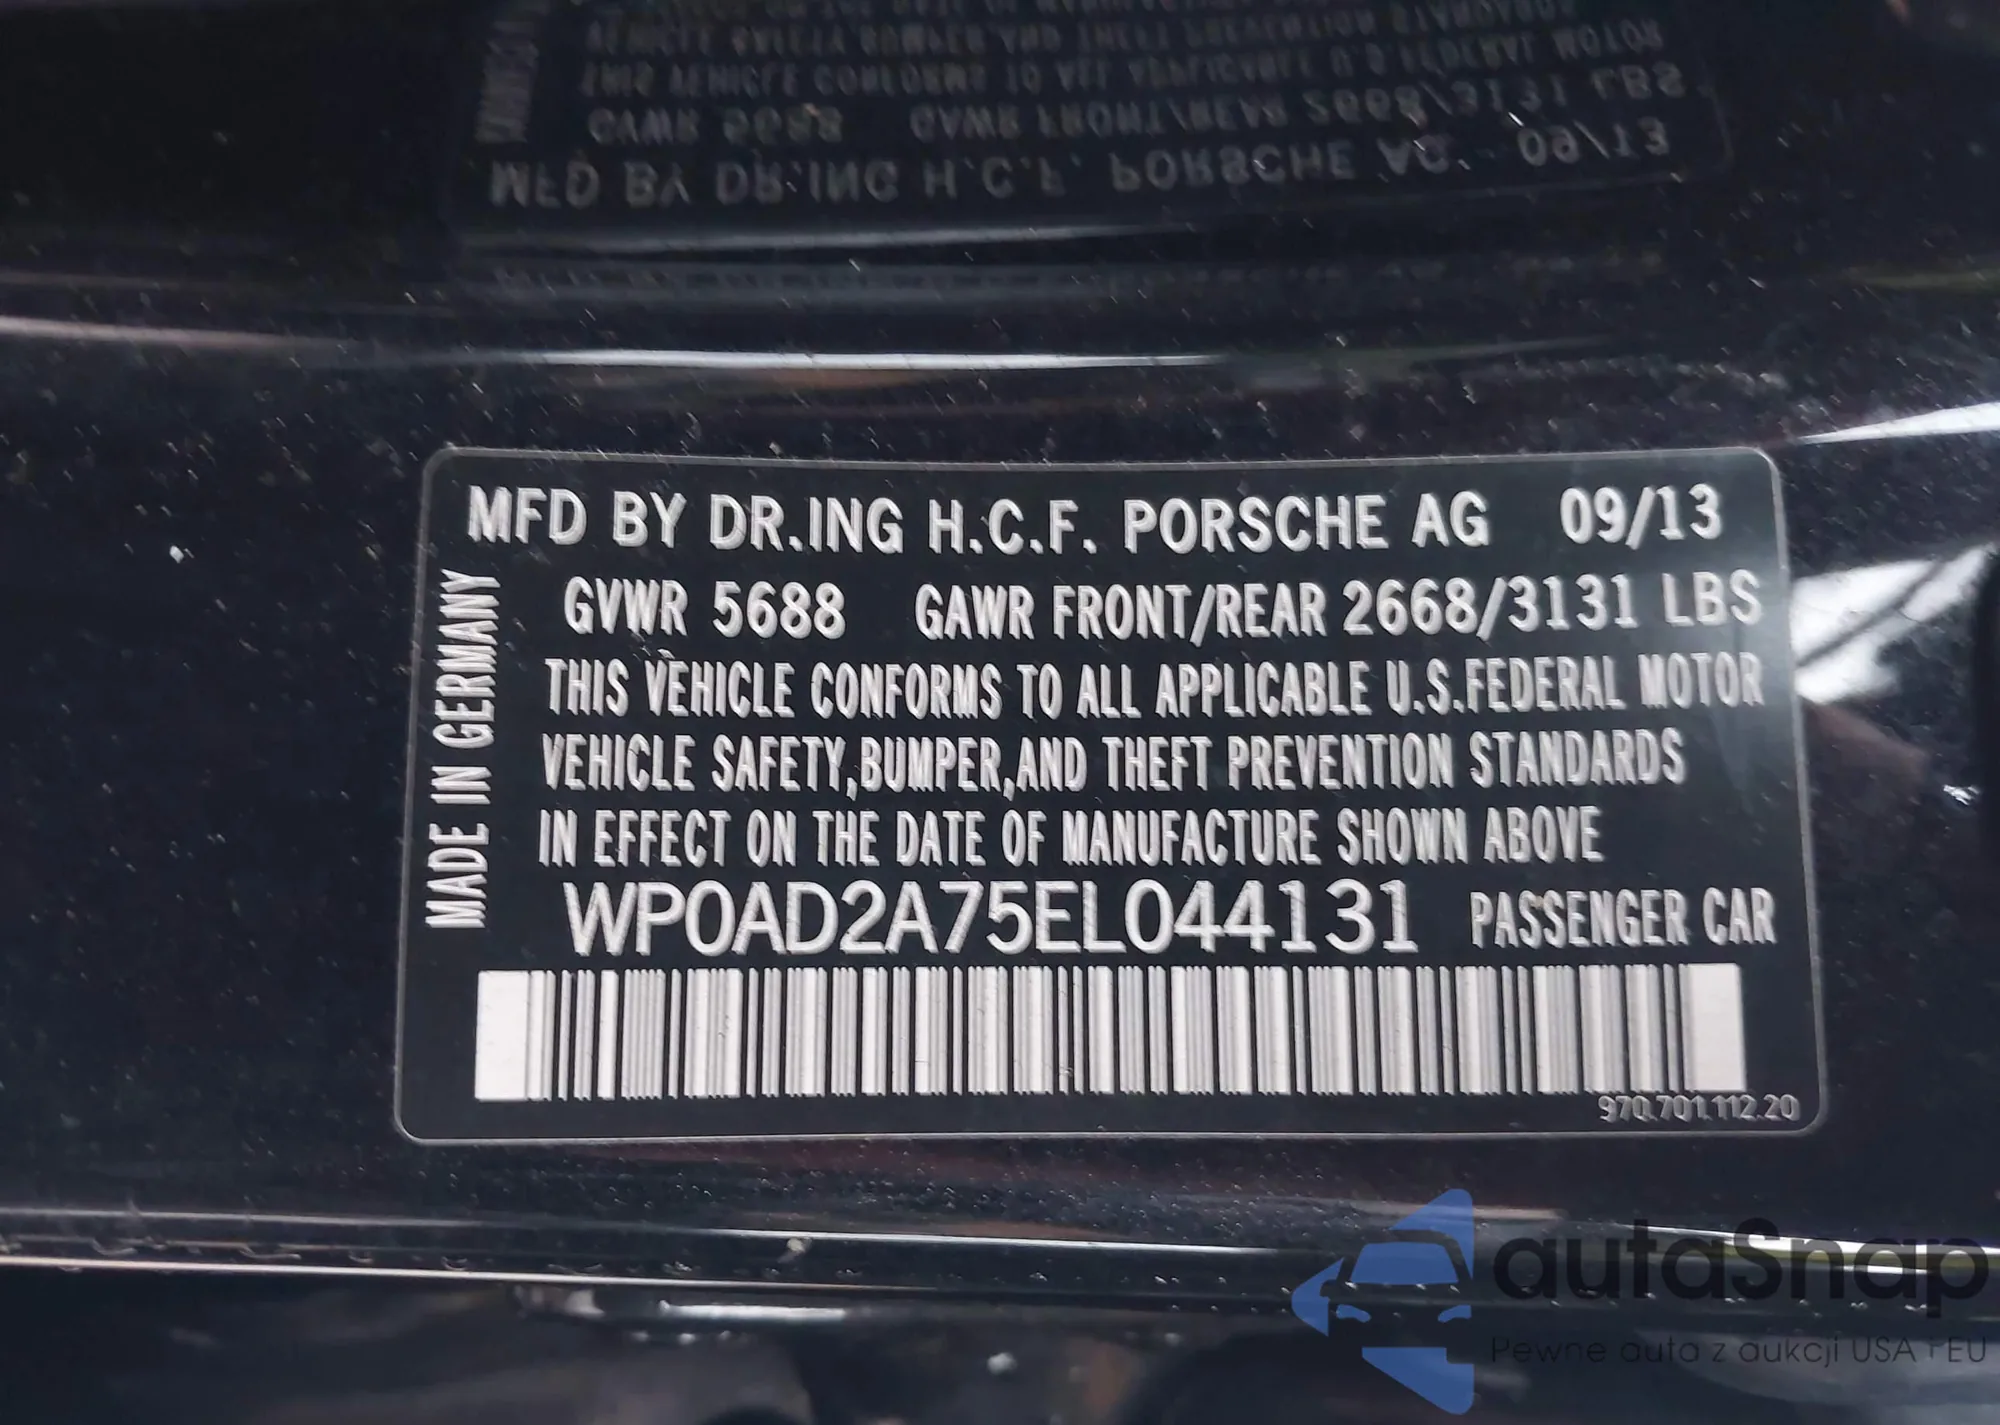 MFD BY DR.ING H.C.F. PORSCHE AG 09/13
GVWR 5688 GAWR FRONT/REAR 2668/3131 LBS
THIS VEHICLE CONFORMS TO ALL APPLICABLE U.S.FEDERAL MOTOR
VEHICLE SAFETY,BUMPER,AND THEFT PREVENTION STANDARDS
IN EFFECT ON THE DATE OF MANUFACTURE SHOWN ABOVE
WP0AD2A75EL044131 PASSENGER CAR
MADE IN GERMANY
970.701.112.20
autaSnap
Pewne auta z aukcji USA i EU